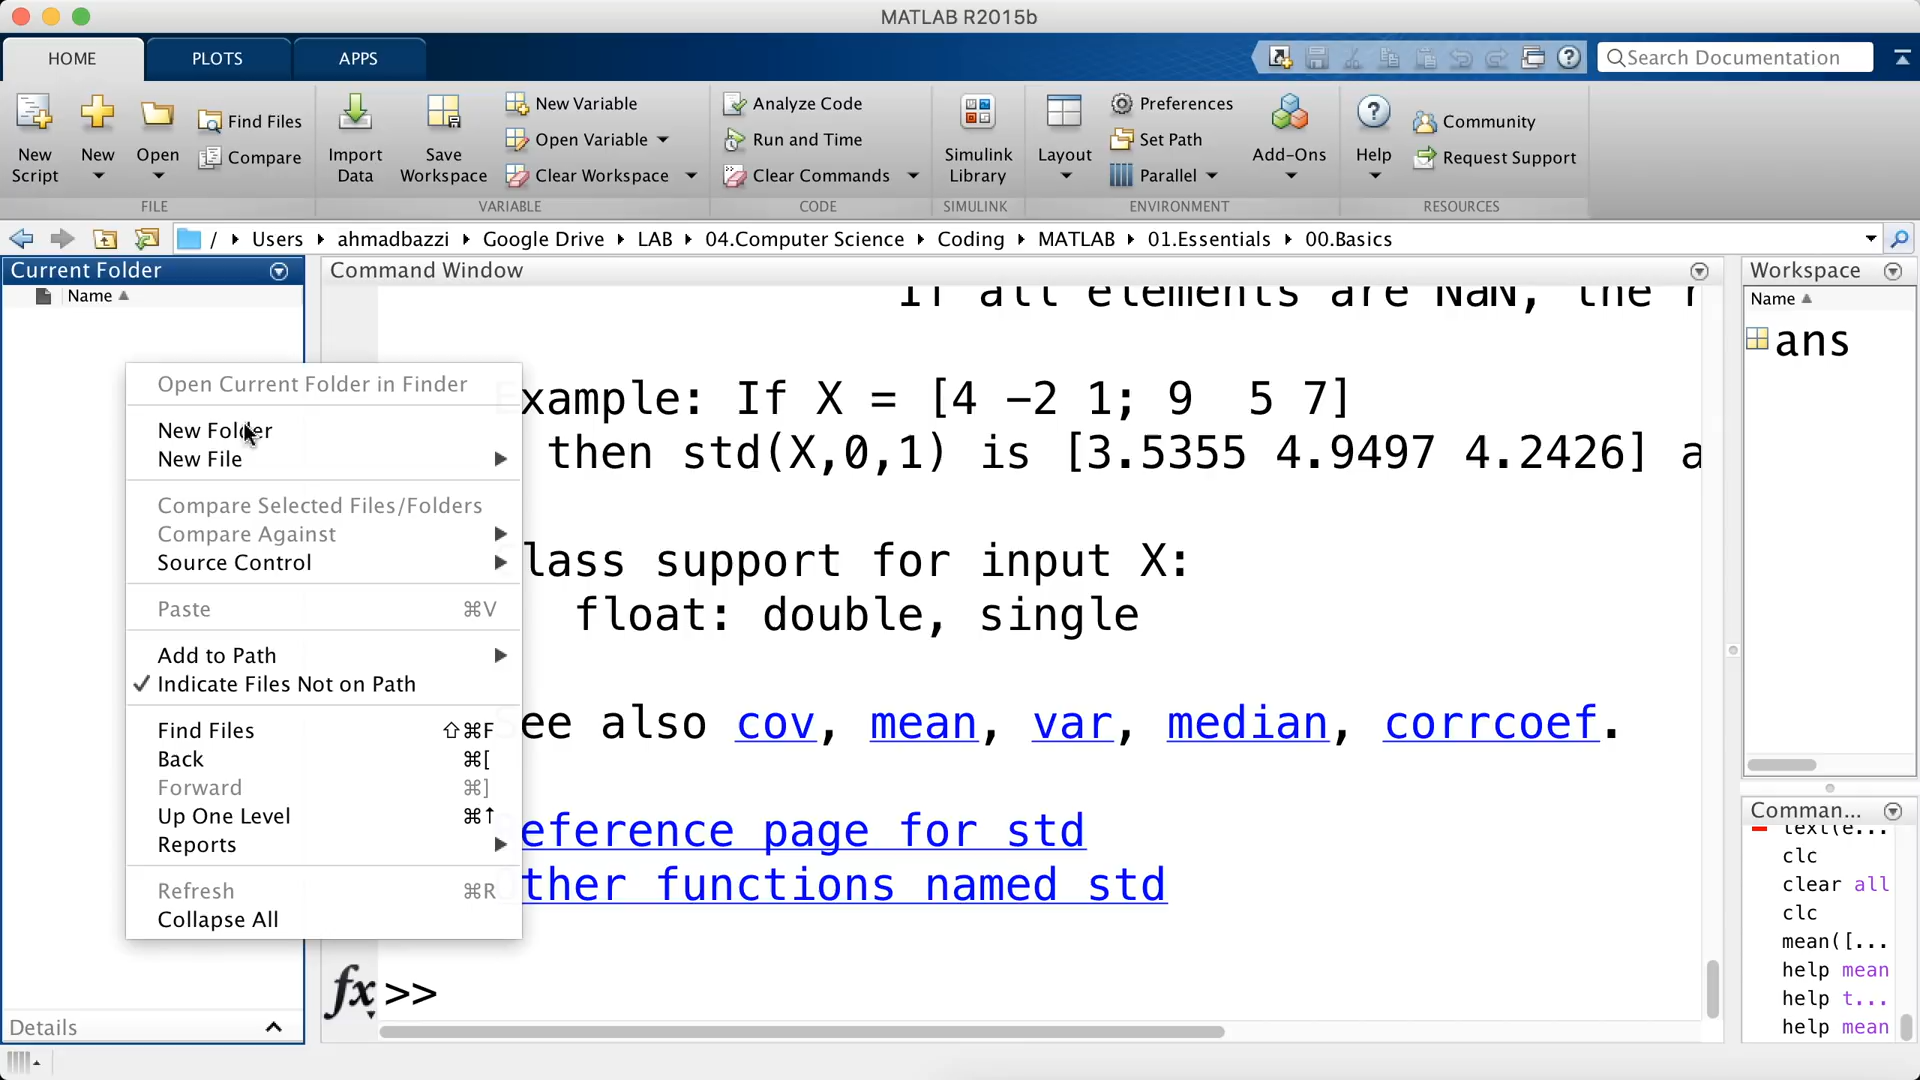 MATLAB R2015b
HOME
PLOTS
APPS
Search Documentation
New Script
New
Open
Find Files
Compare
Import Data
Save Workspace
New Variable
Open Variable
Clear Workspace
Analyze Code
Run and Time
Clear Commands
Simulink Library
Layout
Preferences
Set Path
Parallel
Add-Ons
Help
Community
Request Support
FILE
VARIABLE
CODE
SIMULINK
ENVIRONMENT
RESOURCES
/ Users ahmadbazzi Google Drive LAB 04.Computer Science Coding MATLAB 01.Essentials 00.Basics
Current Folder
Name
Open Current Folder in Finder
New Folder
New File
Compare Selected Files/Folders
Compare Against
Source Control
Paste ⌘V
Add to Path
✓ Indicate Files Not on Path
Find Files ⇧⌘F
Back ⌘[
Forward ⌘]
Up One Level ⌘↑
Reports
Refresh ⌘R
Collapse All
Details
Command Window
If all elements are NaN, the r
xample: If X = [4 -2 1; 9 5 7]
then std(X,0,1) is [3.5355 4.9497 4.2426] a
lass support for input X:
float: double, single
ee also cov, mean, var, median, corrcoef.
eference page for std
ther functions named std
fx >>
Workspace
Name
ans
Comman...
text(e...
clc
clear all
clc
mean([...
help mean
help t...
help mean